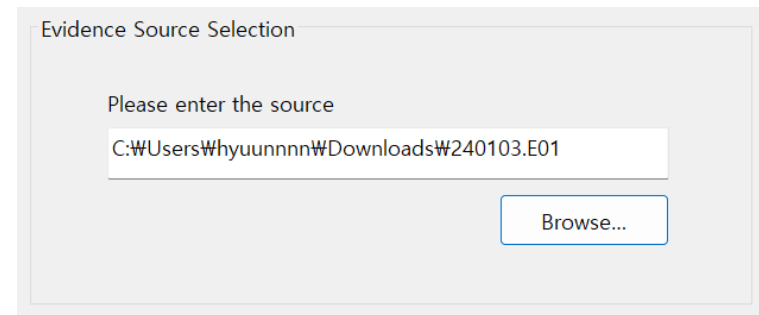 Evidence Source Selection
Please enter the source
C:₩Users₩hyuunnnn₩Downloads₩240103.E01
Browse...